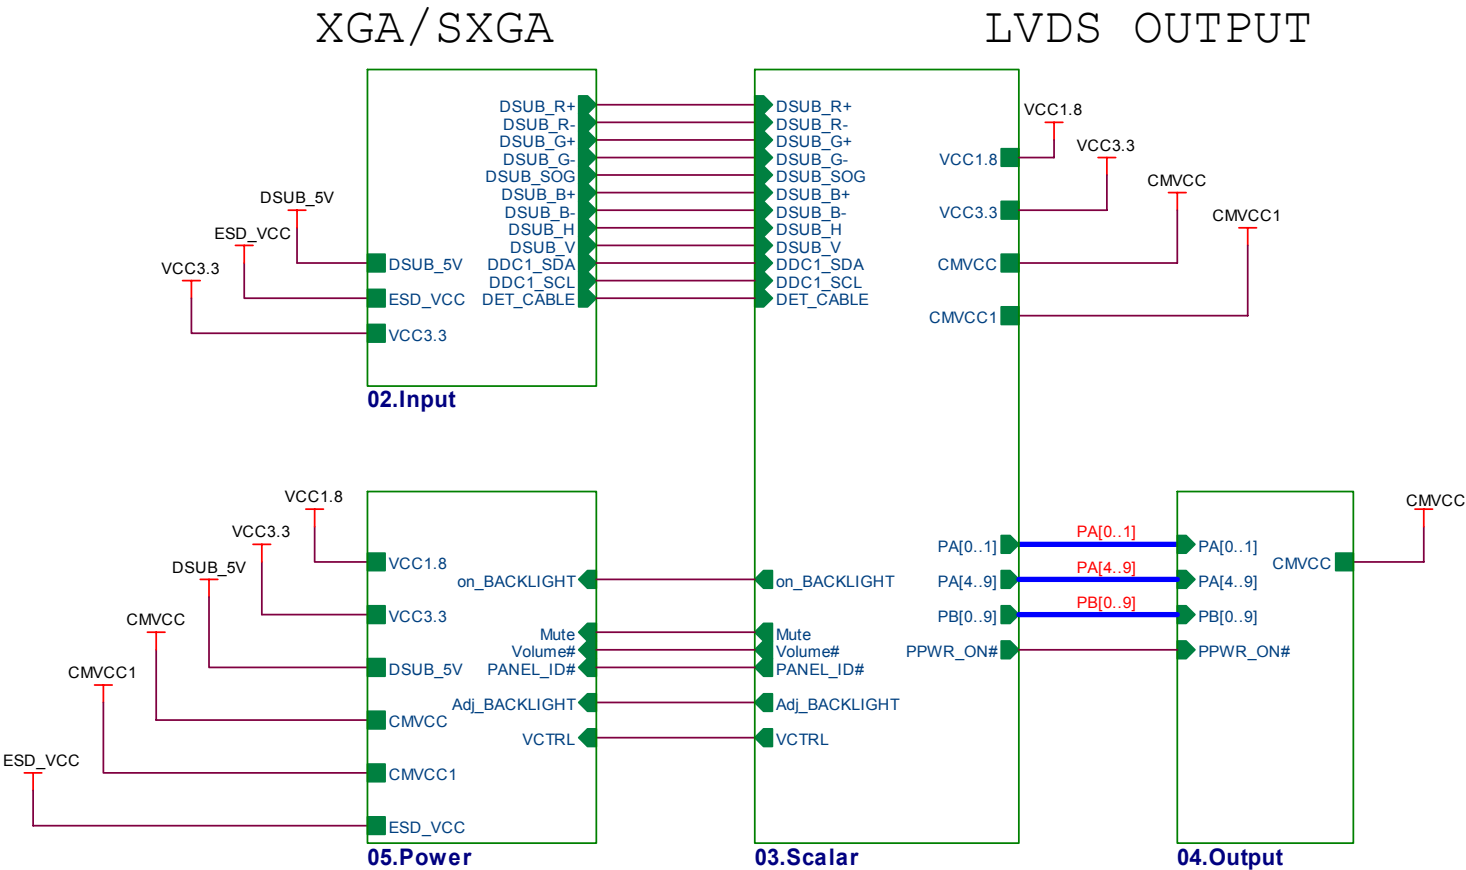 XGA/SXGA
LVDS OUTPUT
DSUB_5V
ESD_VCC
VCC3.3
DSUB_R+
DSUB_R-
DSUB_G+
DSUB_G-
DSUB_SOG
DSUB_B+
DSUB_B-
DSUB_H
DSUB_V
DDC1_SDA
DDC1_SCL
DET_CABLE
DSUB_5V
ESD_VCC
VCC3.3
02.Input
DSUB_R+
DSUB_R-
DSUB_G+
DSUB_G-
DSUB_SOG
DSUB_B+
DSUB_B-
DSUB_H
DSUB_V
DDC1_SDA
DDC1_SCL
DET_CABLE
VCC1.8
VCC3.3
CMVCC
CMVCC1
VCC1.8
VCC3.3
CMVCC
CMVCC1
VCC1.8
VCC3.3
DSUB_5V
CMVCC
CMVCC1
ESD_VCC
VCC1.8
VCC3.3
DSUB_5V
CMVCC
CMVCC1
ESD_VCC
on_BACKLIGHT
Mute
Volume#
PANEL_ID#
Adj_BACKLIGHT
VCTRL
05.Power
on_BACKLIGHT
Mute
Volume#
PANEL_ID#
Adj_BACKLIGHT
VCTRL
PA[0..1]
PA[4..9]
PB[0..9]
PPWR_ON#
03.Scalar
PA[0..1]
PA[4..9]
PB[0..9]
PA[0..1]
PA[4..9]
PB[0..9]
PPWR_ON#
CMVCC
CMVCC
04.Output